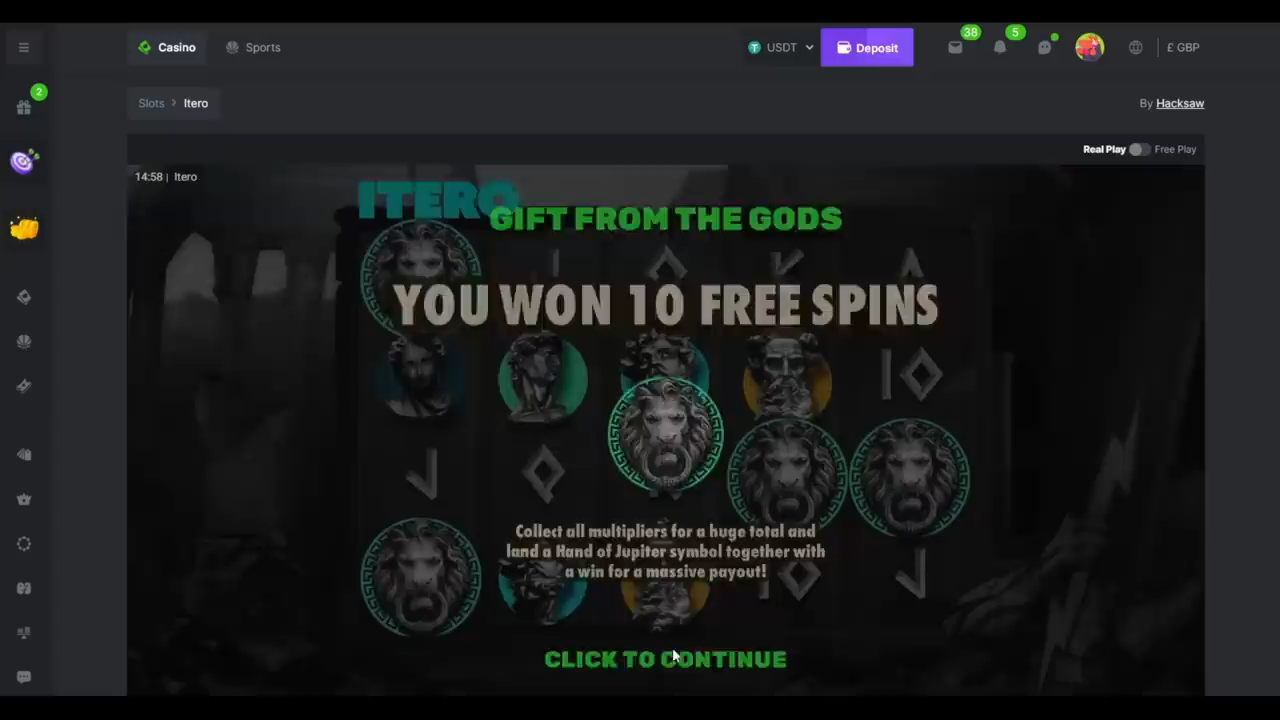 Casino
Sports
USDT
Deposit
38
5
£ GBP
2
Slots > Itero
By Hacksaw
Real Play
Free Play
14:58 | Itero
ITERO
GIFT FROM THE GODS
YOU WON 10 FREE SPINS
Collect all multipliers for a huge total and
land a Hand of Jupiter symbol together with
a win for a massive payout!
CLICK TO CONTINUE